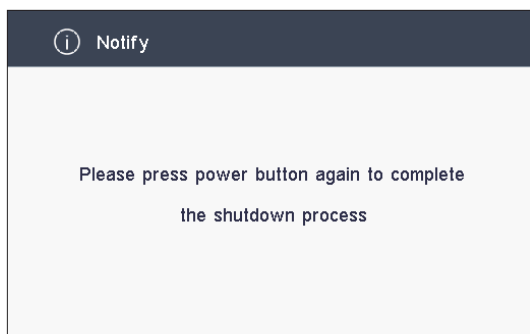 Notify
Please press power button again to complete
the shutdown process